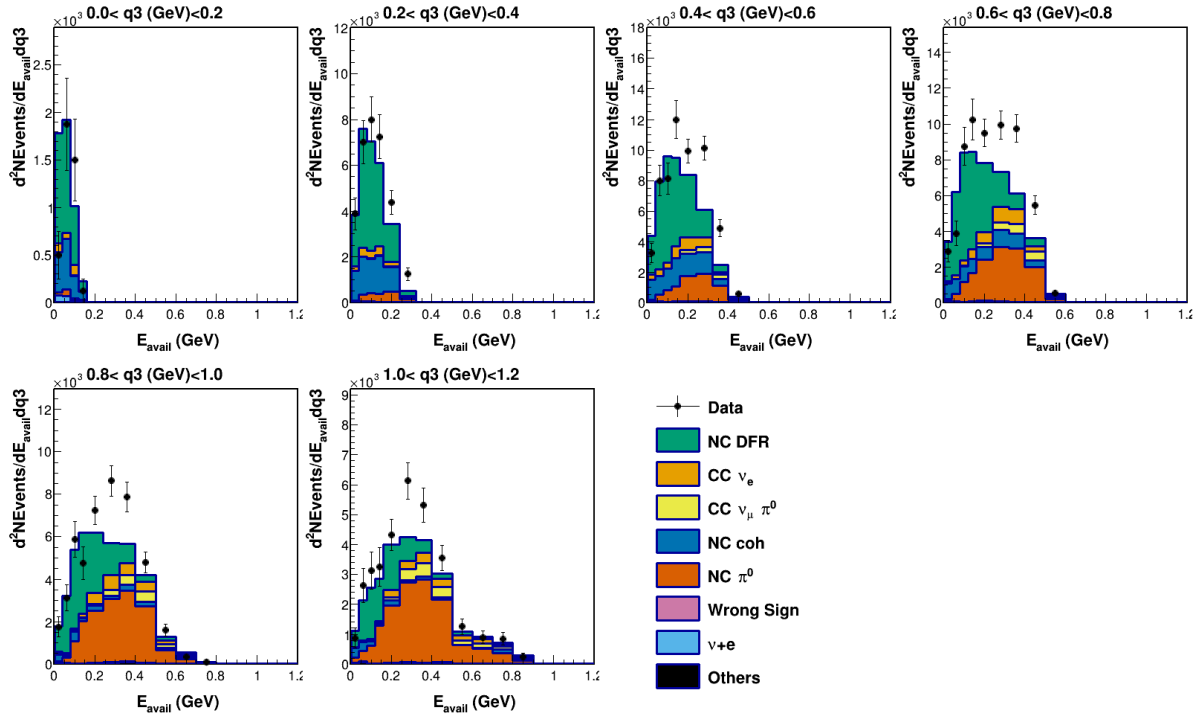 ×10³ 0.0< q3 (GeV)<0.2
d²NEvents/dE_avail dq3
2.5
2
1.5
1
0.5
0
0 0.2 0.4 0.6 0.8 1 1.2
E_avail (GeV)
×10³ 0.2< q3 (GeV)<0.4
d²NEvents/dE_avail dq3
12
10
8
6
4
2
0
0 0.2 0.4 0.6 0.8 1 1.2
E_avail (GeV)
×10³ 0.4< q3 (GeV)<0.6
d²NEvents/dE_avail dq3
18
16
14
12
10
8
6
4
2
0
0 0.2 0.4 0.6 0.8 1 1.2
E_avail (GeV)
×10³ 0.6< q3 (GeV)<0.8
d²NEvents/dE_avail dq3
14
12
10
8
6
4
2
0
0 0.2 0.4 0.6 0.8 1 1.2
E_avail (GeV)
×10³ 0.8< q3 (GeV)<1.0
d²NEvents/dE_avail dq3
12
10
8
6
4
2
0
0 0.2 0.4 0.6 0.8 1 1.2
E_avail (GeV)
×10³ 1.0< q3 (GeV)<1.2
d²NEvents/dE_avail dq3
9
8
7
6
5
4
3
2
1
0
0 0.2 0.4 0.6 0.8 1 1.2
E_avail (GeV)
Data
NC DFR
CC ν_e
CC ν_μ π⁰
NC coh
NC π⁰
Wrong Sign
ν+e
Others